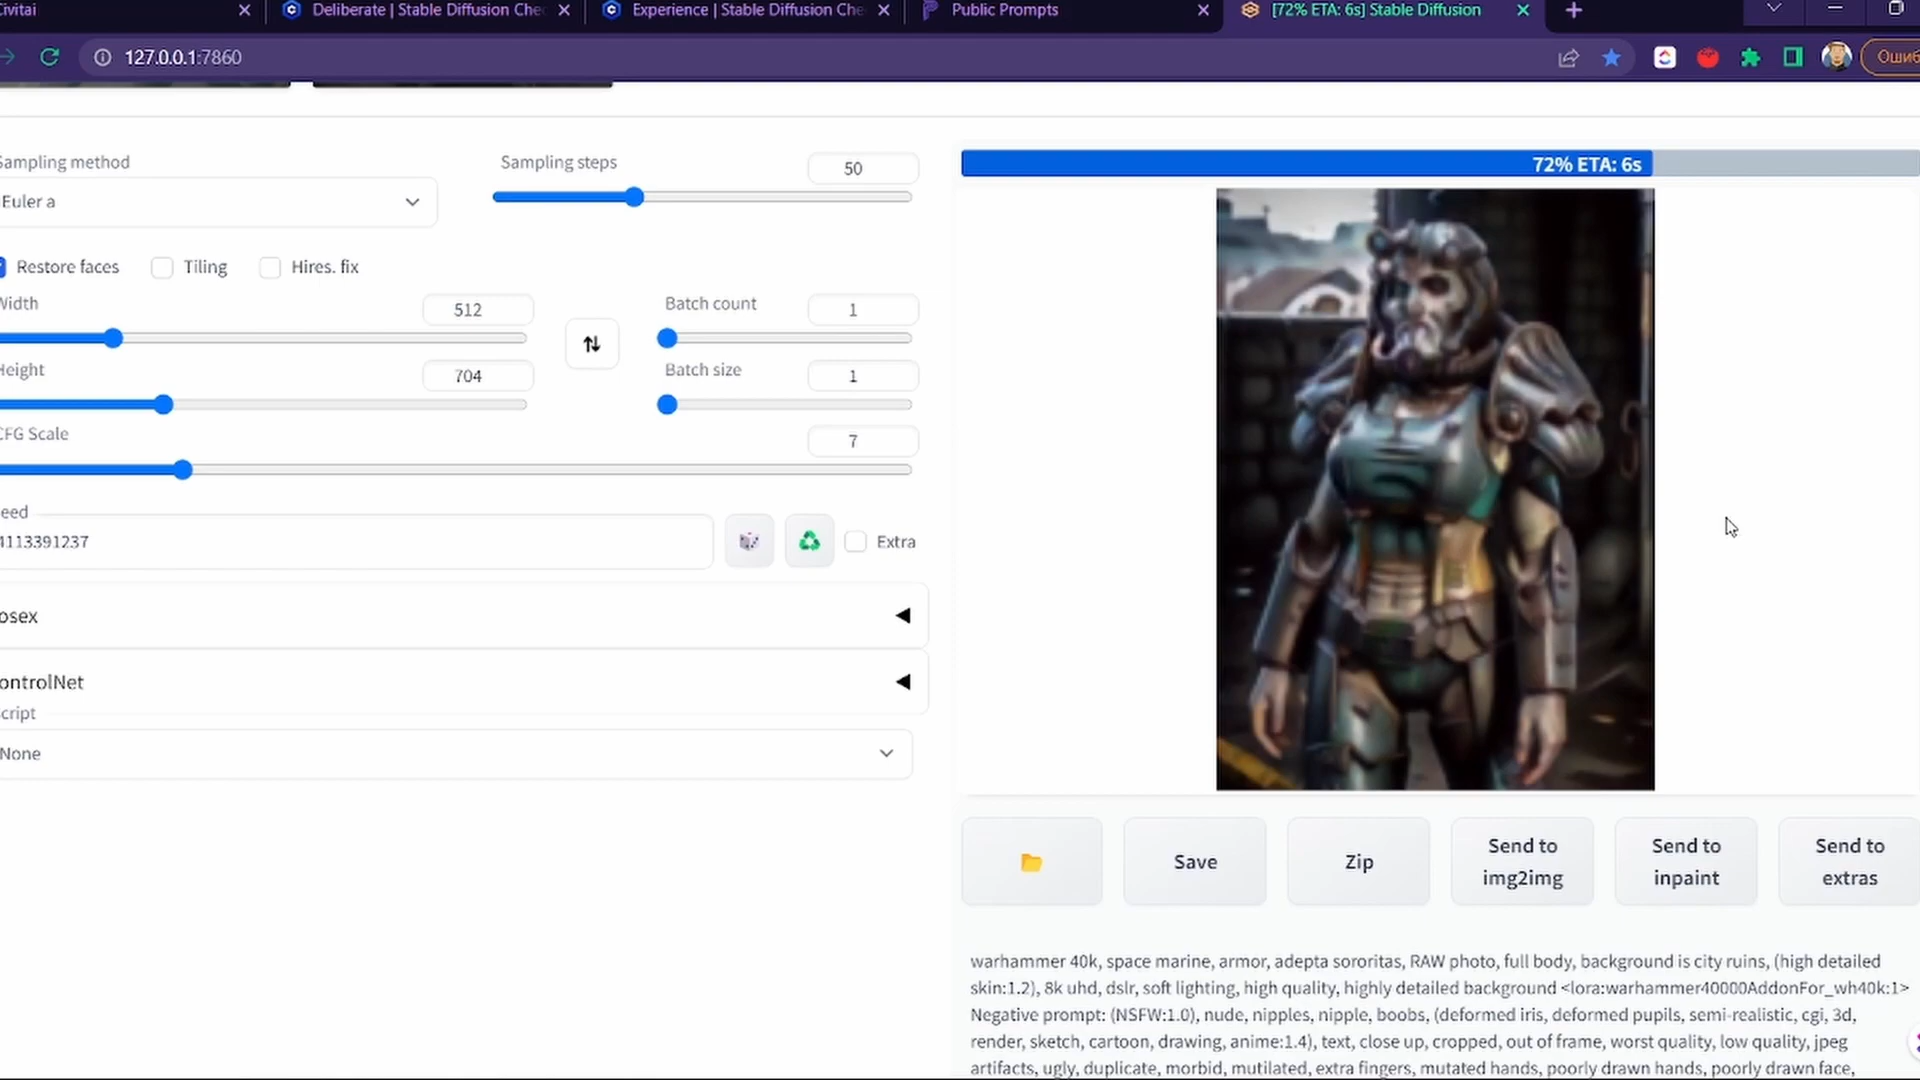 Civitai
Deliberate | Stable Diffusion Che
Experience | Stable Diffusion Che
Public Prompts
[72% ETA: 6s] Stable Diffusion
127.0.0.1:7860
Ошиб
Sampling method
Sampling steps
50
72% ETA: 6s
Euler a
Restore faces
Tiling
Hires. fix
Width
512
Batch count
1
Height
704
Batch size
1
CFG Scale
7
eed
4113391237
Extra
osex
ontrolNet
cript
None
Save
Zip
Send to
img2img
Send to
inpaint
Send to
extras
warhammer 40k, space marine, armor, adepta sororitas, RAW photo, full body, background is city ruins, (high detailed
skin:1.2), 8k uhd, dslr, soft lighting, high quality, highly detailed background <lora:warhammer40000AddonFor_wh40k:1>
Negative prompt: (NSFW:1.0), nude, nipples, nipple, boobs, (deformed iris, deformed pupils, semi-realistic, cgi, 3d,
render, sketch, cartoon, drawing, anime:1.4), text, close up, cropped, out of frame, worst quality, low quality, jpeg
artifacts, ugly, duplicate, morbid, mutilated, extra fingers, mutated hands, poorly drawn hands, poorly drawn face,